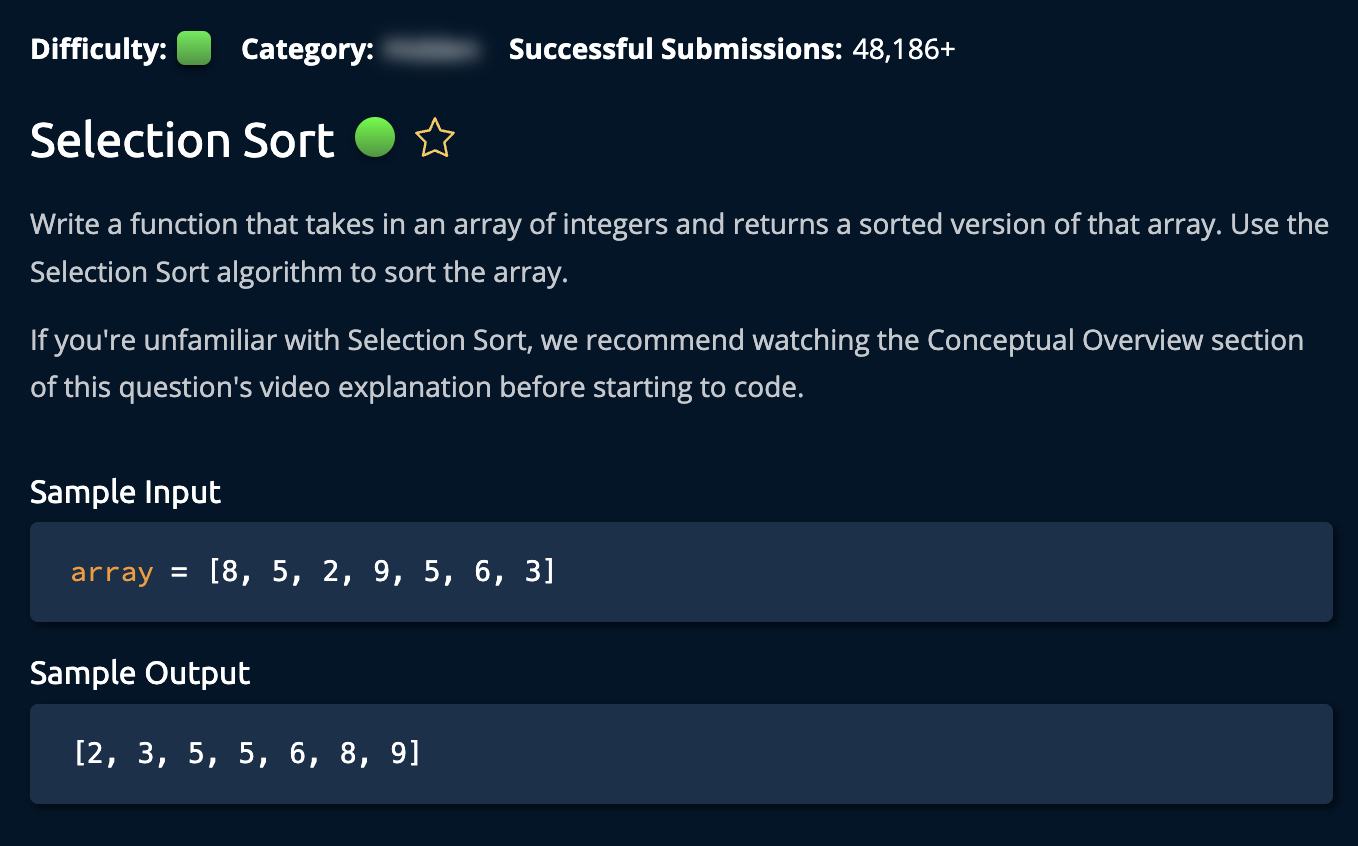 Difficulty: Category: Successful Submissions: 48,186+
Selection Sort
Write a function that takes in an array of integers and returns a sorted version of that array. Use the
Selection Sort algorithm to sort the array.
If you're unfamiliar with Selection Sort, we recommend watching the Conceptual Overview section
of this question's video explanation before starting to code.
Sample Input
array = [8, 5, 2, 9, 5, 6, 3]
Sample Output
[2, 3, 5, 5, 6, 8, 9]